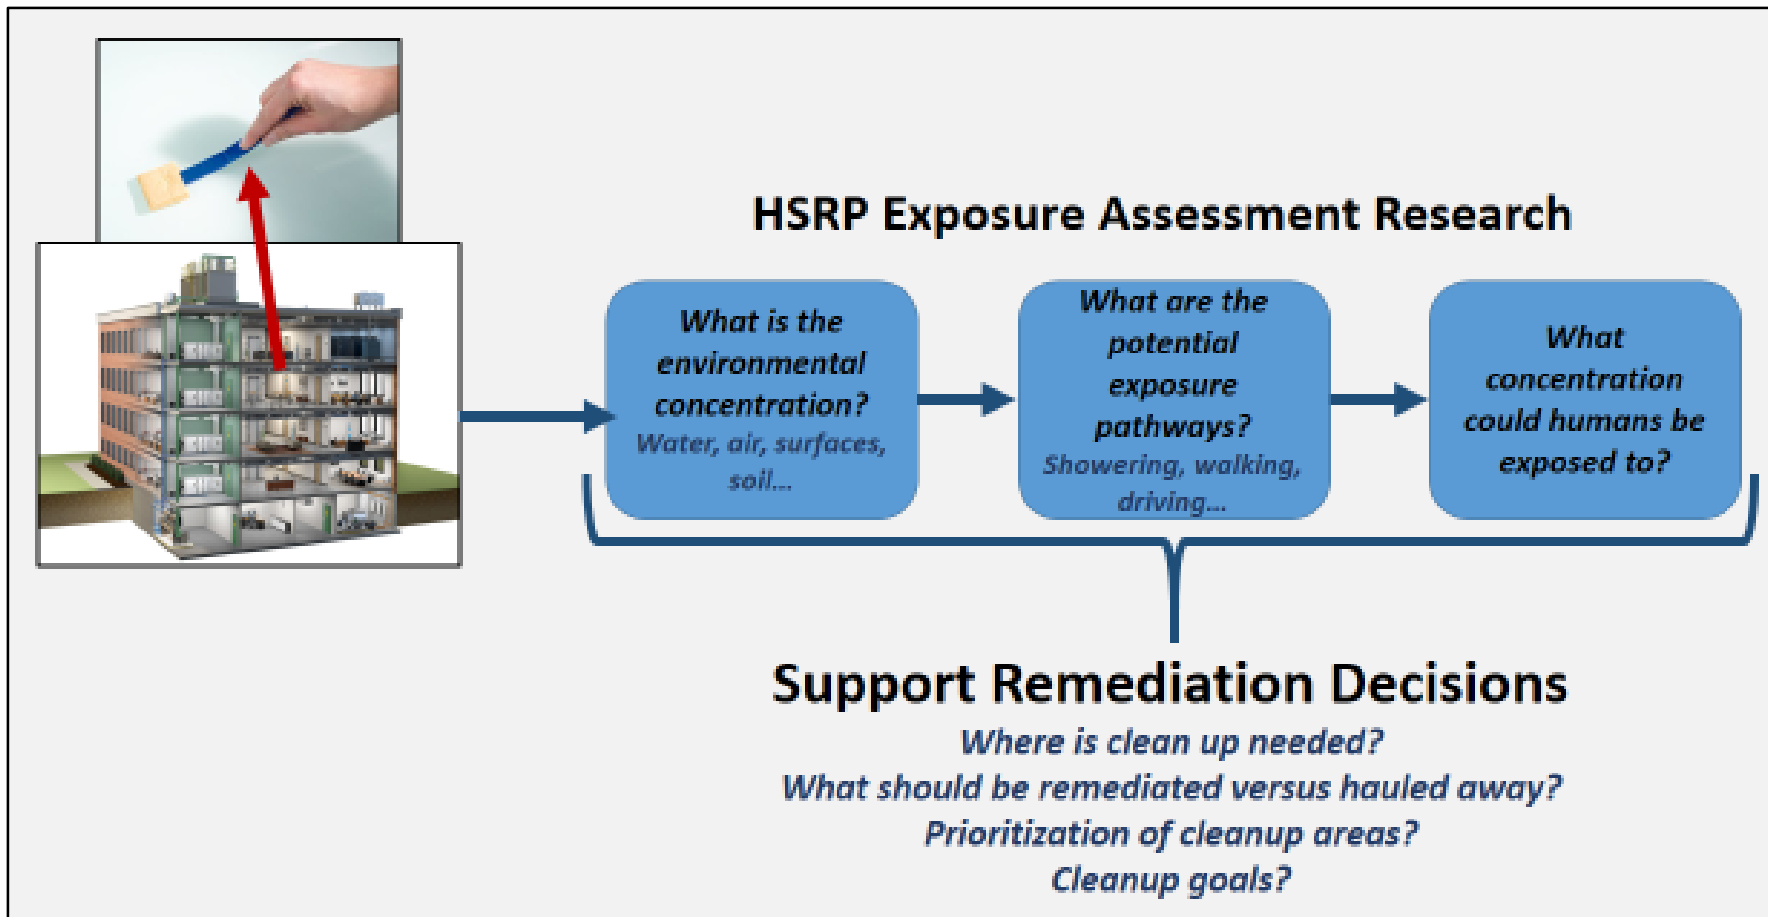 HSRP Exposure Assessment Research
What is the
environmental
concentration?
Water, air, surfaces,
soil...
What are the
potential
exposure
pathways?
Showering, walking,
driving...
What
concentration
could humans be
exposed to?
Support Remediation Decisions
Where is clean up needed?
What should be remediated versus hauled away?
Prioritization of cleanup areas?
Cleanup goals?